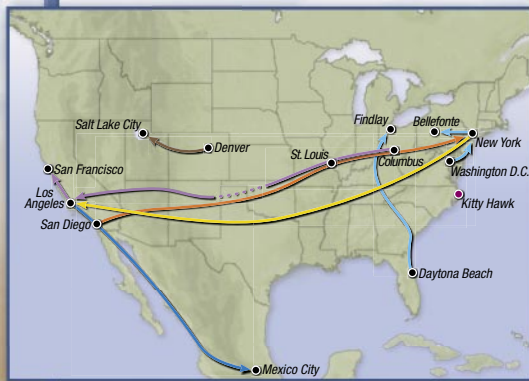 Salt Lake City
Denver
San Francisco
Los
Angeles
San Diego
St. Louis
Findlay
Bellefonte
New York
Columbus
Washington D.C.
Kitty Hawk
Daytona Beach
Mexico City